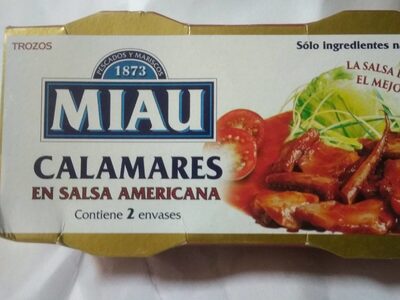 TROZOS
Sólo ingredientes
PESCADOS Y MARISCOS
1873
MIAU
LA SALSA
EL MEJO
CALAMARES
EN SALSA AMERICANA
Contiene 2 envases